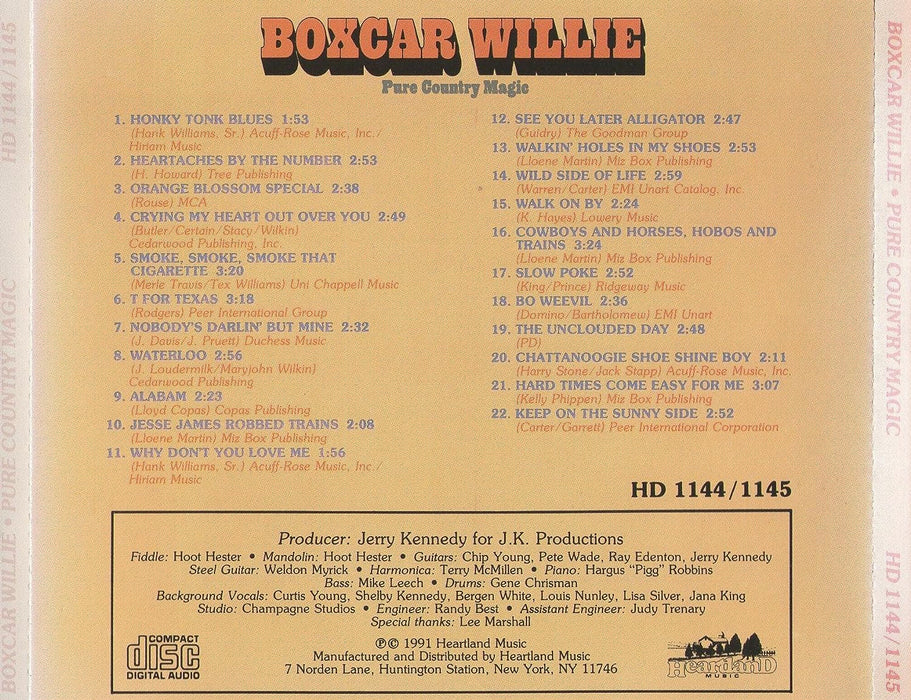 BOXCAR WILLIE
Pure Country Magic
1. HONKY TONK BLUES 1:53
(Hank Williams, Sr.) Acuff-Rose Music, Inc./
Hiriam Music
2. HEARTACHES BY THE NUMBER 2:53
(H. Howard) Tree Publishing
3. ORANGE BLOSSOM SPECIAL 2:38
(Rouse) MCA
4. CRYING MY HEART OUT OVER YOU 2:49
(Butler/Certain/Stacy/Wilkin)
Cedarwood Publishing, Inc.
5. SMOKE, SMOKE, SMOKE THAT
CIGARETTE 3:20
(Merle Travis/Tex Williams) Uni Chappell Music
6. T FOR TEXAS 3:18
(Rodgers) Peer International Group
7. NOBODY'S DARLIN' BUT MINE 2:32
(J. Davis/J. Pruett) Duchess Music
8. WATERLOO 2:56
(J. Loudermilk/Maryjohn Wilkin)
Cedarwood Publishing
9. ALABAM 2:23
(Lloyd Copas) Copas Publishing
10. JESSE JAMES ROBBED TRAINS 2:08
(Lloene Martin) Miz Box Publishing
11. WHY DON'T YOU LOVE ME 1:56
(Hank Williams, Sr.) Acuff-Rose Music, Inc./
Hiriam Music
12. SEE YOU LATER ALLIGATOR 2:47
(Guidry) The Goodman Group
13. WALKIN' HOLES IN MY SHOES 2:53
(Lloene Martin) Miz Box Publishing
14. WILD SIDE OF LIFE 2:59
(Warren/Carter) EMI Unart Catalog. Inc.
15. WALK ON BY 2:24
(K. Hayes) Lowery Music
16. COWBOYS AND HORSES, HOBOS AND
TRAINS 3:24
(Lloene Martin) Miz Box Publishing
17. SLOW POKE 2:52
(King/Prince) Ridgeway Music
18. BO WEEVIL 2:36
(Domino/Bartholomew) EMI Unart
19. THE UNCLOUDED DAY 2:48
(PD)
20. CHATTANOOGIE SHOE SHINE BOY 2:11
(Harry Stone/Jack Stapp) Acuff-Rose Music, Inc.
21. HARD TIMES COME EASY FOR ME 3:07
(Kelly Phippen) Miz Box Publishing
22. KEEP ON THE SUNNY SIDE 2:52
(Carter/Garrett) Peer International Corporation
HD 1144/1145
Producer: Jerry Kennedy for J.K. Productions
Fiddle: Hoot Hester • Mandolin: Hoot Hester • Guitars: Chip Young, Pete Wade, Ray Edenton, Jerry Kennedy
Steel Guitar: Weldon Myrick • Harmonica: Terry McMillen • Piano: Hargus "Pigg" Robbins
Bass: Mike Leech • Drums: Gene Chrisman
Background Vocals: Curtis Young, Shelby Kennedy, Bergen White, Louis Nunley, Lisa Silver, Jana King
Studio: Champagne Studios • Engineer: Randy Best • Assistant Engineer: Judy Trenary
Special thanks: Lee Marshall
℗© 1991 Heartland Music
Manufactured and Distributed by Heartland Music
7 Norden Lane, Huntington Station, New York, NY 11746
COMPACT
disc
DIGITAL AUDIO
HeartlanD
MUSIC
BOXCAR WILLIE • PURE COUNTRY MAGIC HD 1144/1145
BOXCAR WILLIE • PURE COUNTRY MAGIC HD 1144/1145